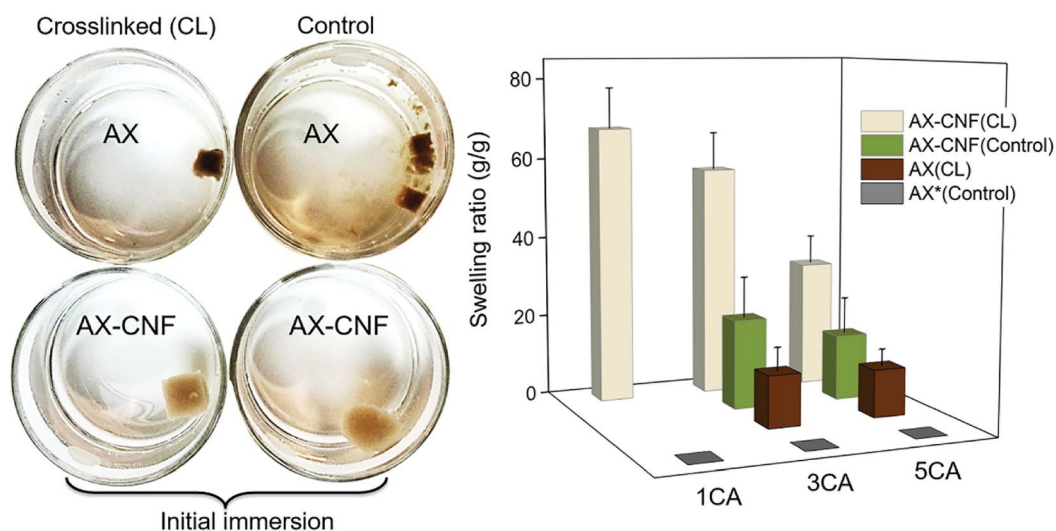 Crosslinked (CL)
Control
AX
AX
AX-CNF
AX-CNF
Initial immersion
Swelling ratio (g/g)
80
60
40
20
0
1CA
3CA
5CA
AX-CNF(CL)
AX-CNF(Control)
AX(CL)
AX*(Control)